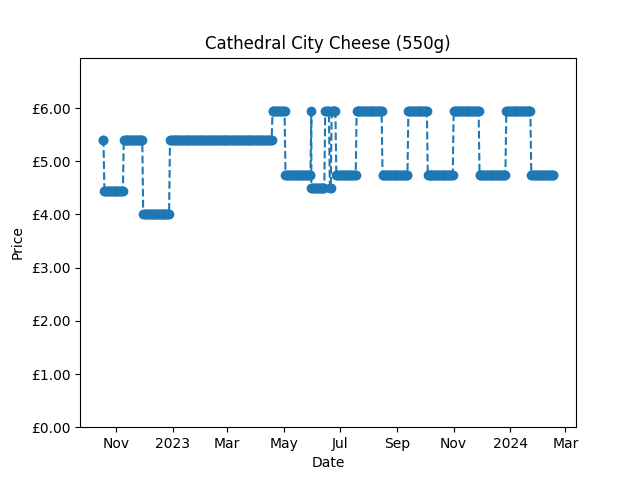 Cathedral City Cheese (550g)
£6.00
£5.00
£4.00
£3.00
£2.00
£1.00
£0.00
Price
Nov 2023 Mar May Jul Sep Nov 2024 Mar
Date